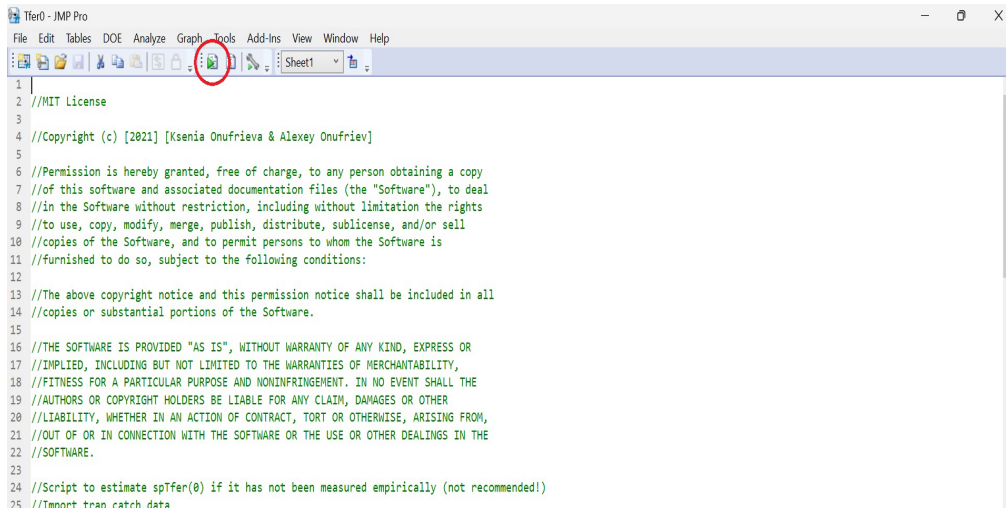 Tfer0 - JMP Pro
File Edit Tables DOE Analyze Graph Tools Add-Ins View Window Help
Sheet1
1
2 //MIT License
3
4 //Copyright (c) [2021] [Ksenia Onufrieva & Alexey Onufriev]
5
6 //Permission is hereby granted, free of charge, to any person obtaining a copy
7 //of this software and associated documentation files (the "Software"), to deal
8 //in the Software without restriction, including without limitation the rights
9 //to use, copy, modify, merge, publish, distribute, sublicense, and/or sell
10 //copies of the Software, and to permit persons to whom the Software is
11 //furnished to do so, subject to the following conditions:
12
13 //The above copyright notice and this permission notice shall be included in all
14 //copies or substantial portions of the Software.
15
16 //THE SOFTWARE IS PROVIDED "AS IS", WITHOUT WARRANTY OF ANY KIND, EXPRESS OR
17 //IMPLIED, INCLUDING BUT NOT LIMITED TO THE WARRANTIES OF MERCHANTABILITY,
18 //FITNESS FOR A PARTICULAR PURPOSE AND NONINFRINGEMENT. IN NO EVENT SHALL THE
19 //AUTHORS OR COPYRIGHT HOLDERS BE LIABLE FOR ANY CLAIM, DAMAGES OR OTHER
20 //LIABILITY, WHETHER IN AN ACTION OF CONTRACT, TORT OR OTHERWISE, ARISING FROM,
21 //OUT OF OR IN CONNECTION WITH THE SOFTWARE OR THE USE OR OTHER DEALINGS IN THE
22 //SOFTWARE.
23
24 //Script to estimate spTfer(0) if it has not been measured empirically (not recommended!)
25 //Import trap catch data